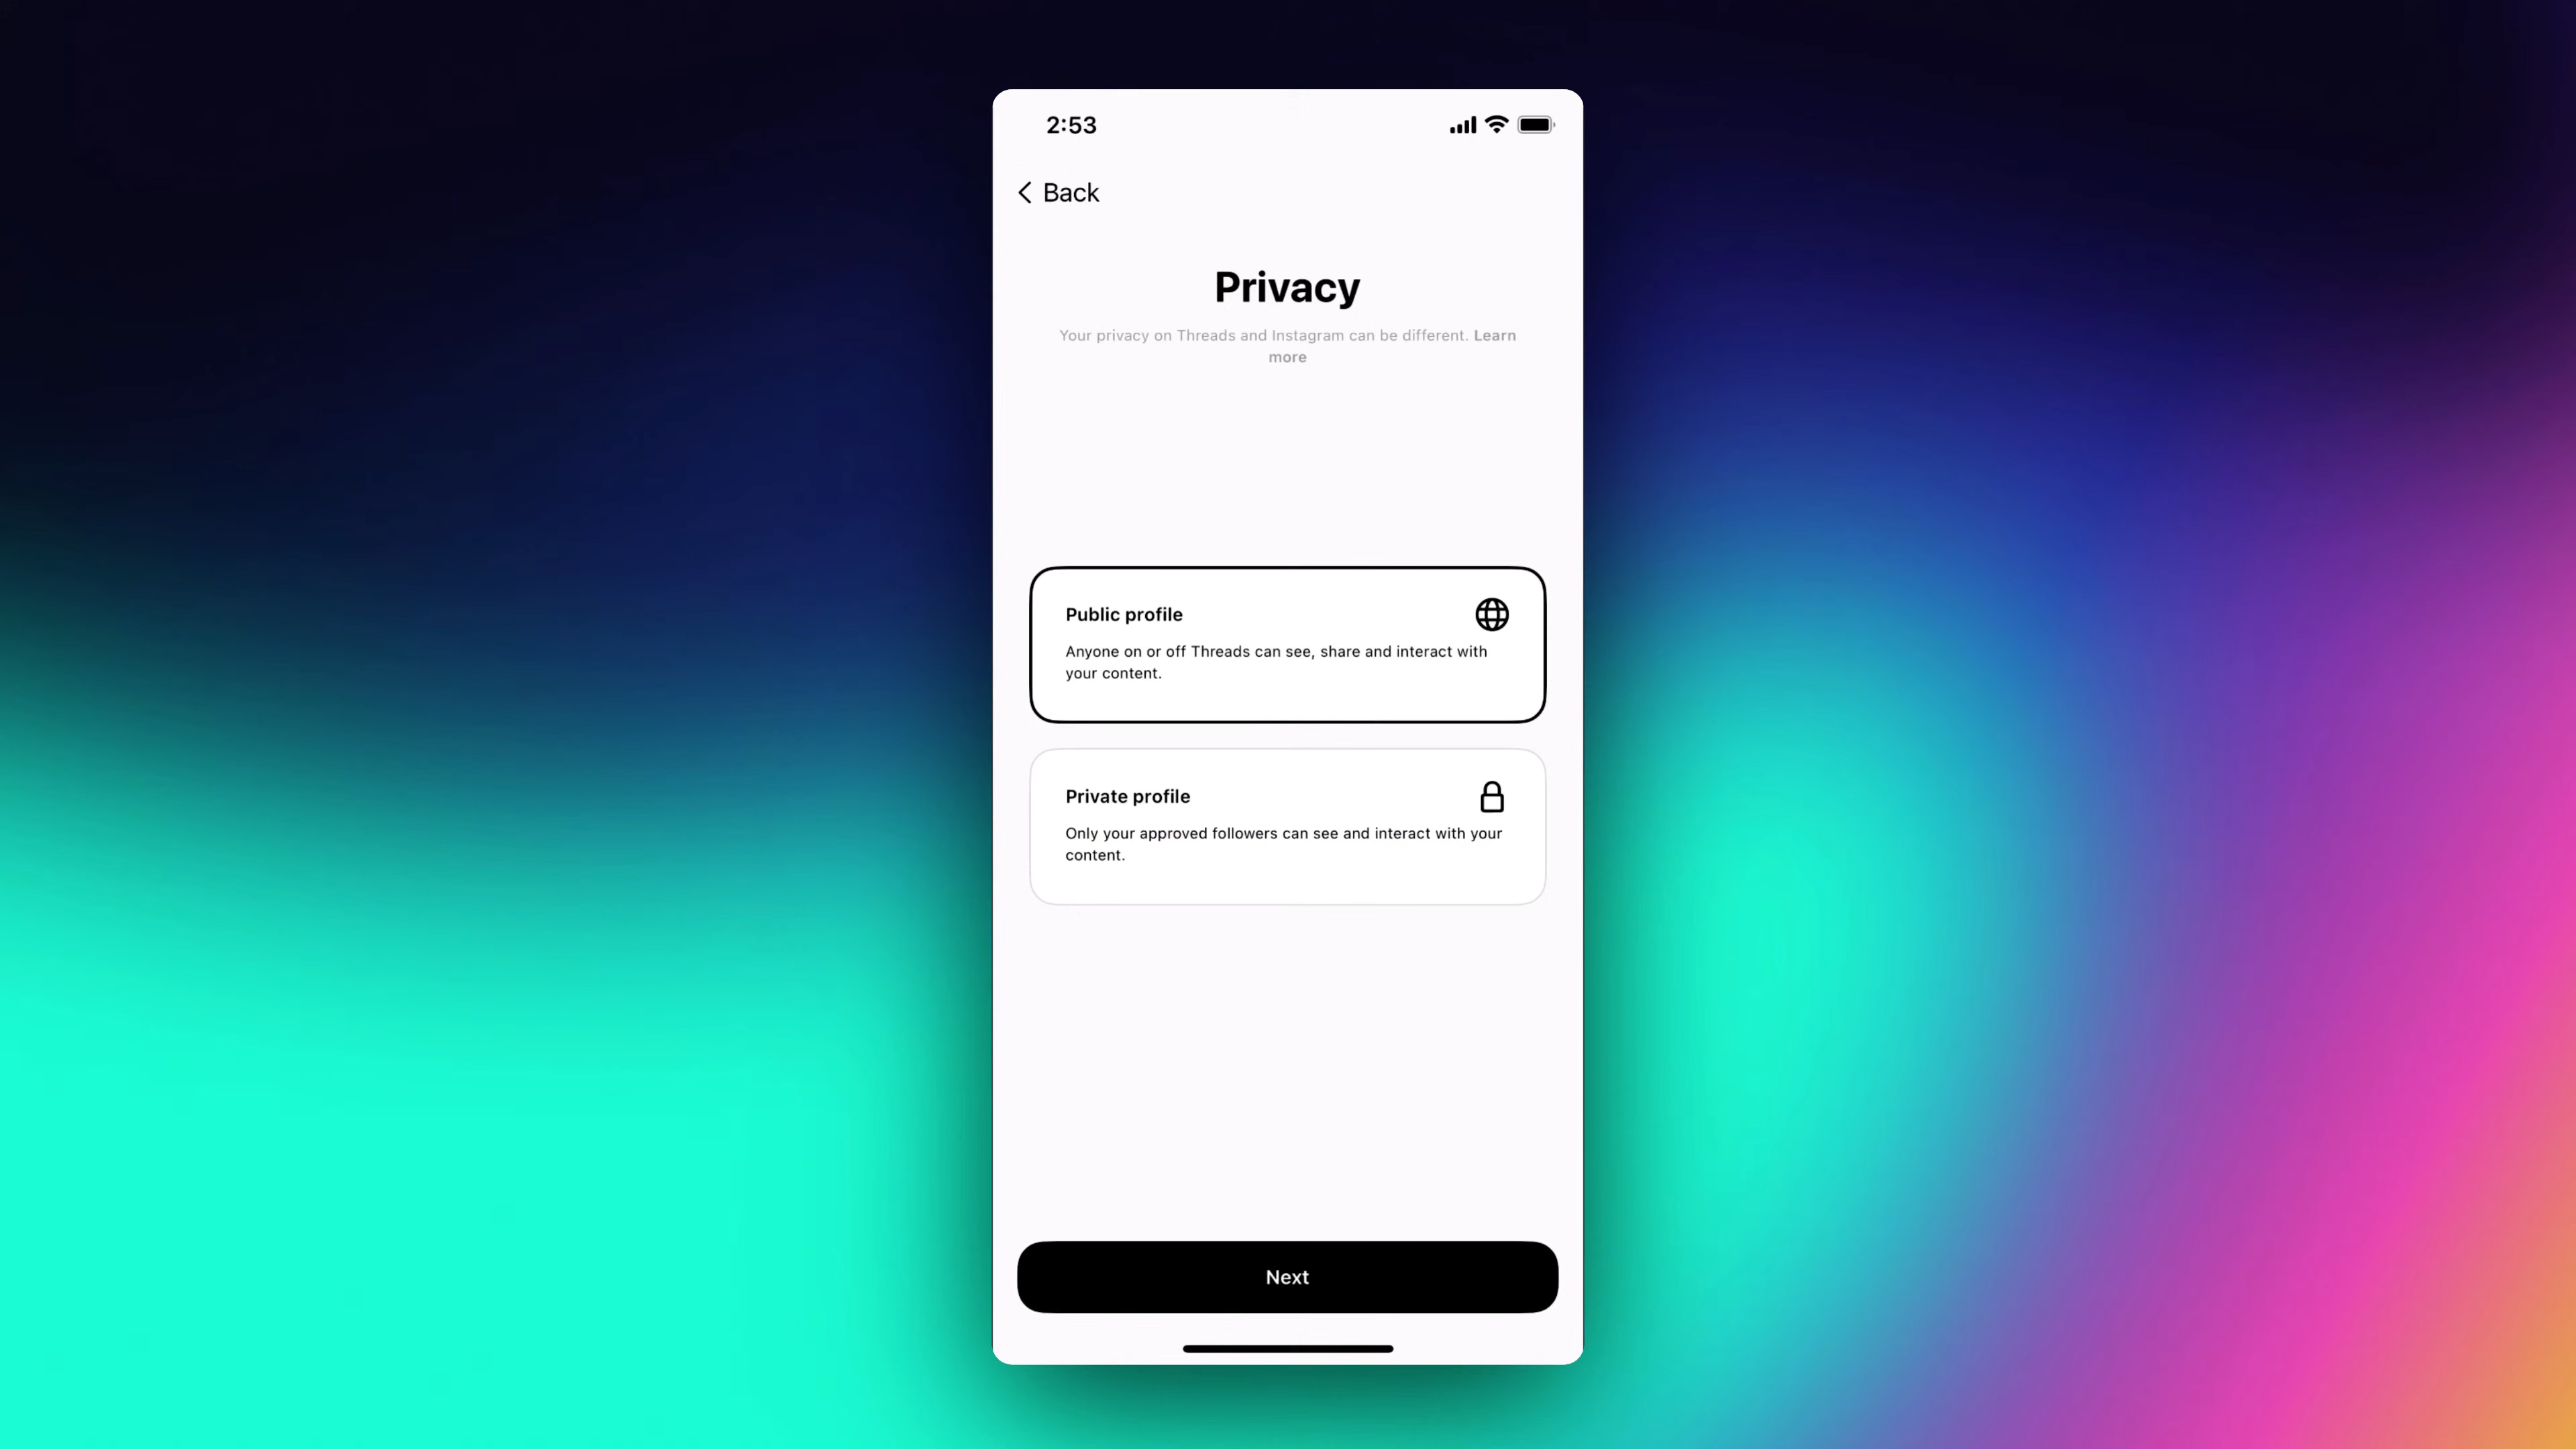 2:53
Back
Privacy
Your privacy on Threads and Instagram can be different. Learn
more
Public profile
Anyone on or off Threads can see, share and interact with
your content.
Private profile
Only your approved followers can see and interact with your
content.
Next